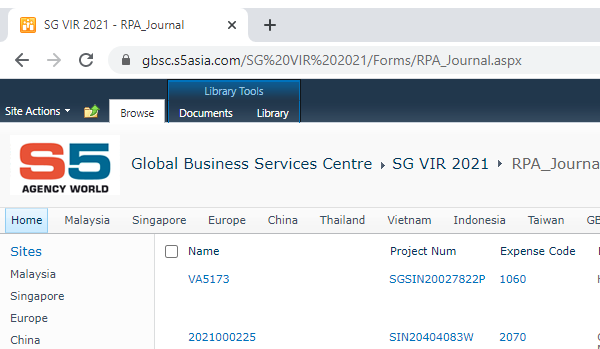 SG VIR 2021 - RPA_Journal
gbsc.s5asia.com/SG%20VIR%202021/Forms/RPA_Journal.aspx
Library Tools
Site Actions Browse Documents Library
S5
AGENCY WORLD
Global Business Services Centre SG VIR 2021 RPA_Journa
Home Malaysia Singapore Europe China Thailand Vietnam Indonesia Taiwan GB
Sites
Name Project Num Expense Code
Malaysia
VA5173 SGSIN20027822P 1060
Singapore
Europe
China
2021000225 SIN20404083W 2070